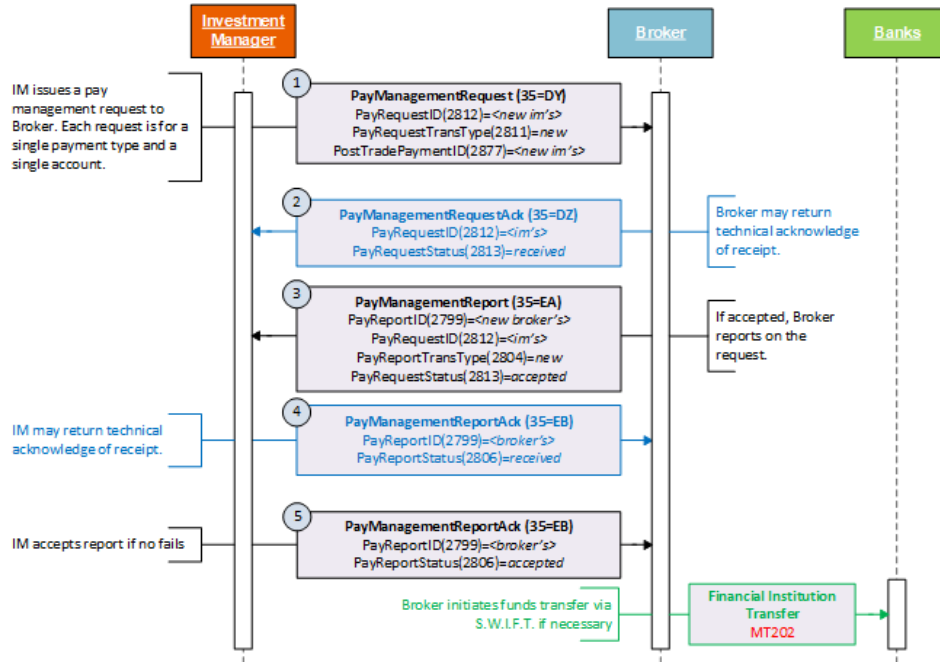 Investment
Manager
Broker
Banks
IM issues a pay
management request to
Broker. Each request is for a
single payment type and a
single account.
1
PayManagementRequest (35=DY)
PayRequestID(2812)=<new im's>
PayRequestTransType(2811)=new
PostTradePaymentID(2877)=<new im's>
2
PayManagementRequestAck (35=DZ)
PayRequestID(2812)=<im's>
PayRequestStatus(2813)=received
Broker may return
technical acknowledge
of receipt.
3
PayManagementReport (35=EA)
PayReportID(2799)=<new broker's>
PayRequestID(2812)=<im's>
PayReportTransType(2804)=new
PayRequestStatus(2813)=accepted
If accepted, Broker
reports on the
request.
IM may return technical
acknowledge of receipt.
4
PayManagementReportAck (35=EB)
PayReportID(2799)=<broker's>
PayReportStatus(2806)=received
IM accepts report if no fails
5
PayManagementReportAck (35=EB)
PayReportID(2799)=<broker's>
PayReportStatus(2806)=accepted
Broker initiates funds transfer via
S.W.I.F.T. if necessary
Financial Institution
Transfer
MT202